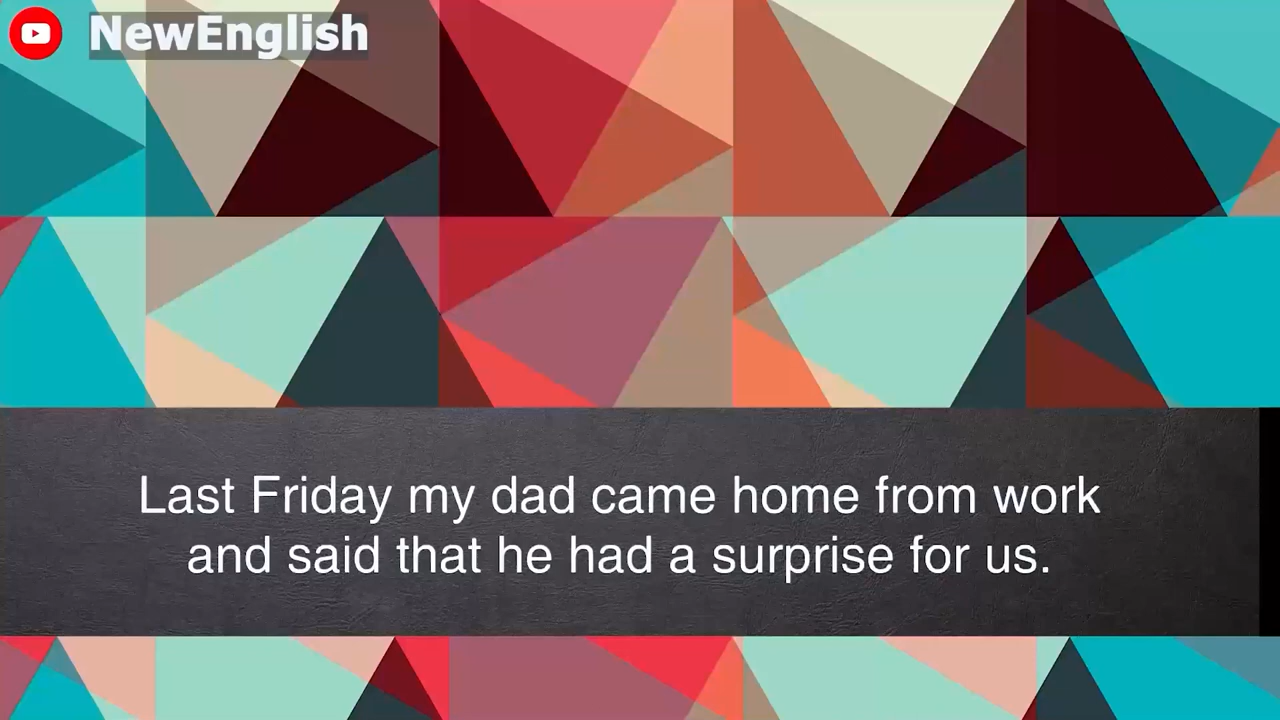 NewEnglish
Last Friday my dad came home from work
and said that he had a surprise for us.